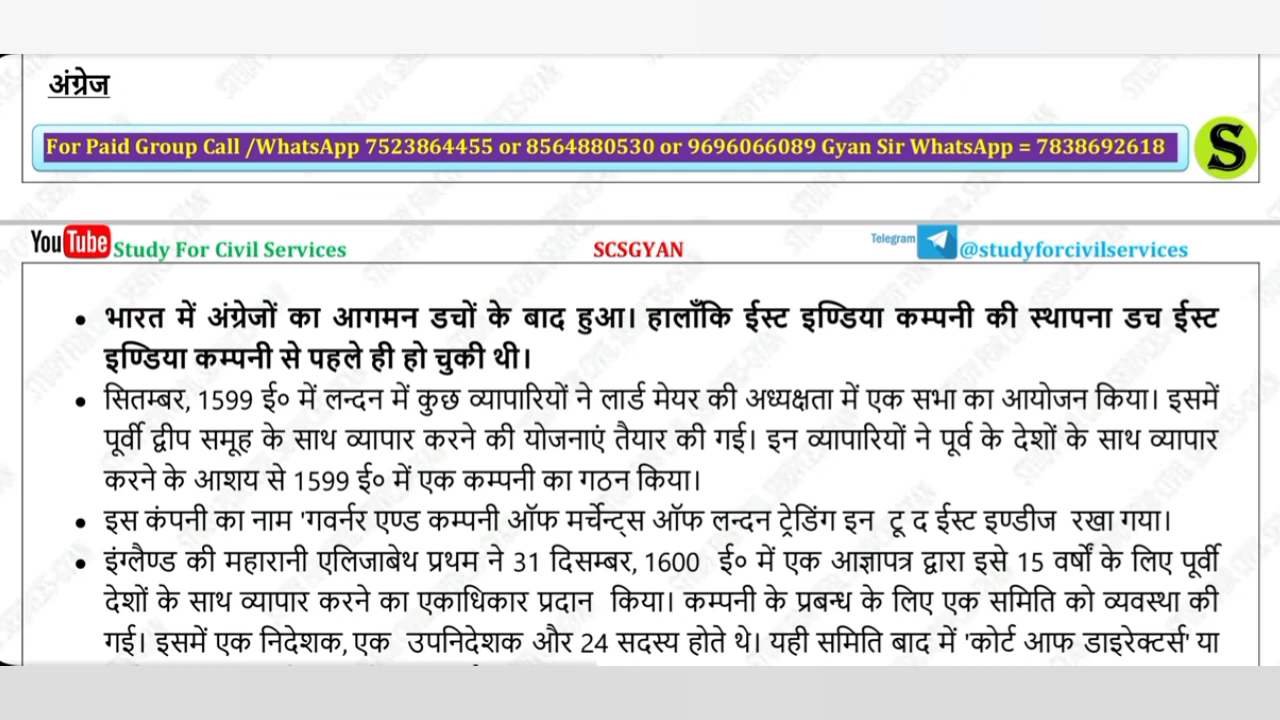 अंग्रेज
For Paid Group Call /WhatsApp 7523864455 or 8564880530 or 9696066089 Gyan Sir WhatsApp = 7838692618
S
YouTube Study For Civil Services SCSGYAN Telegram @studyforcivilservices
• भारत में अंग्रेजों का आगमन डचों के बाद हुआ। हालाँकि ईस्ट इण्डिया कम्पनी की स्थापना डच ईस्ट
इण्डिया कम्पनी से पहले ही हो चुकी थी।
• सितम्बर, 1599 ई० में लन्दन में कुछ व्यापारियों ने लार्ड मेयर की अध्यक्षता में एक सभा का आयोजन किया। इसमें
पूर्वी द्वीप समूह के साथ व्यापार करने की योजनाएं तैयार की गई। इन व्यापारियों ने पूर्व के देशों के साथ व्यापार
करने के आशय से 1599 ई० में एक कम्पनी का गठन किया।
• इस कंपनी का नाम 'गवर्नर एण्ड कम्पनी ऑफ मर्चेन्ट्स ऑफ लन्दन ट्रेडिंग इन टू द ईस्ट इण्डीज रखा गया।
• इंग्लैण्ड की महारानी एलिजाबेथ प्रथम ने 31 दिसम्बर, 1600 ई० में एक आज्ञापत्र द्वारा इसे 15 वर्षों के लिए पूर्वी
देशों के साथ व्यापार करने का एकाधिकार प्रदान किया। कम्पनी के प्रबन्ध के लिए एक समिति को व्यवस्था की
गई। इसमें एक निदेशक, एक उपनिदेशक और 24 सदस्य होते थे। यही समिति बाद में 'कोर्ट आफ डाइरेक्टर्स' या